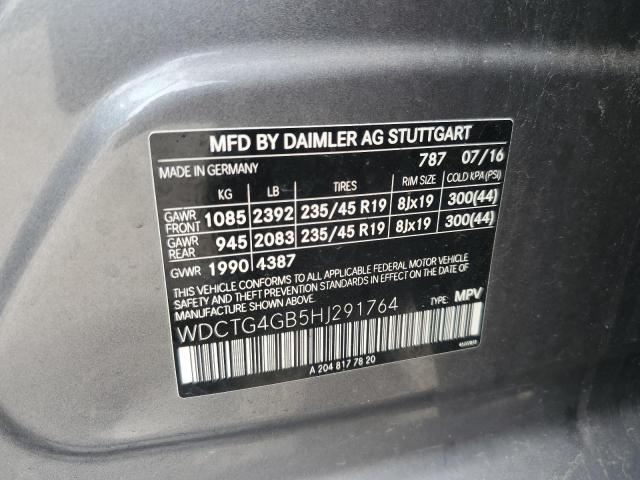 MFD BY DAIMLER AG STUTTGART
MADE IN GERMANY 787 07/16
KG LB TIRES RIM SIZE COLD KPA(PSI)
GAWR FRONT 1085 2392 235/45 R19 8Jx19 300(44)
GAWR REAR 945 2083 235/45 R19 8Jx19 300(44)
GVWR 1990 4387
THIS VEHICLE CONFORMS TO ALL APPLICABLE FEDERAL MOTOR VEHICLE
SAFETY AND THEFT PREVENTION STANDARDS IN EFFECT ON THE DATE OF
MANUFACTURE SHOWN ABOVE.
WDCTG4GB5HJ291764 TYPE: MPV
A 204 817 78 20